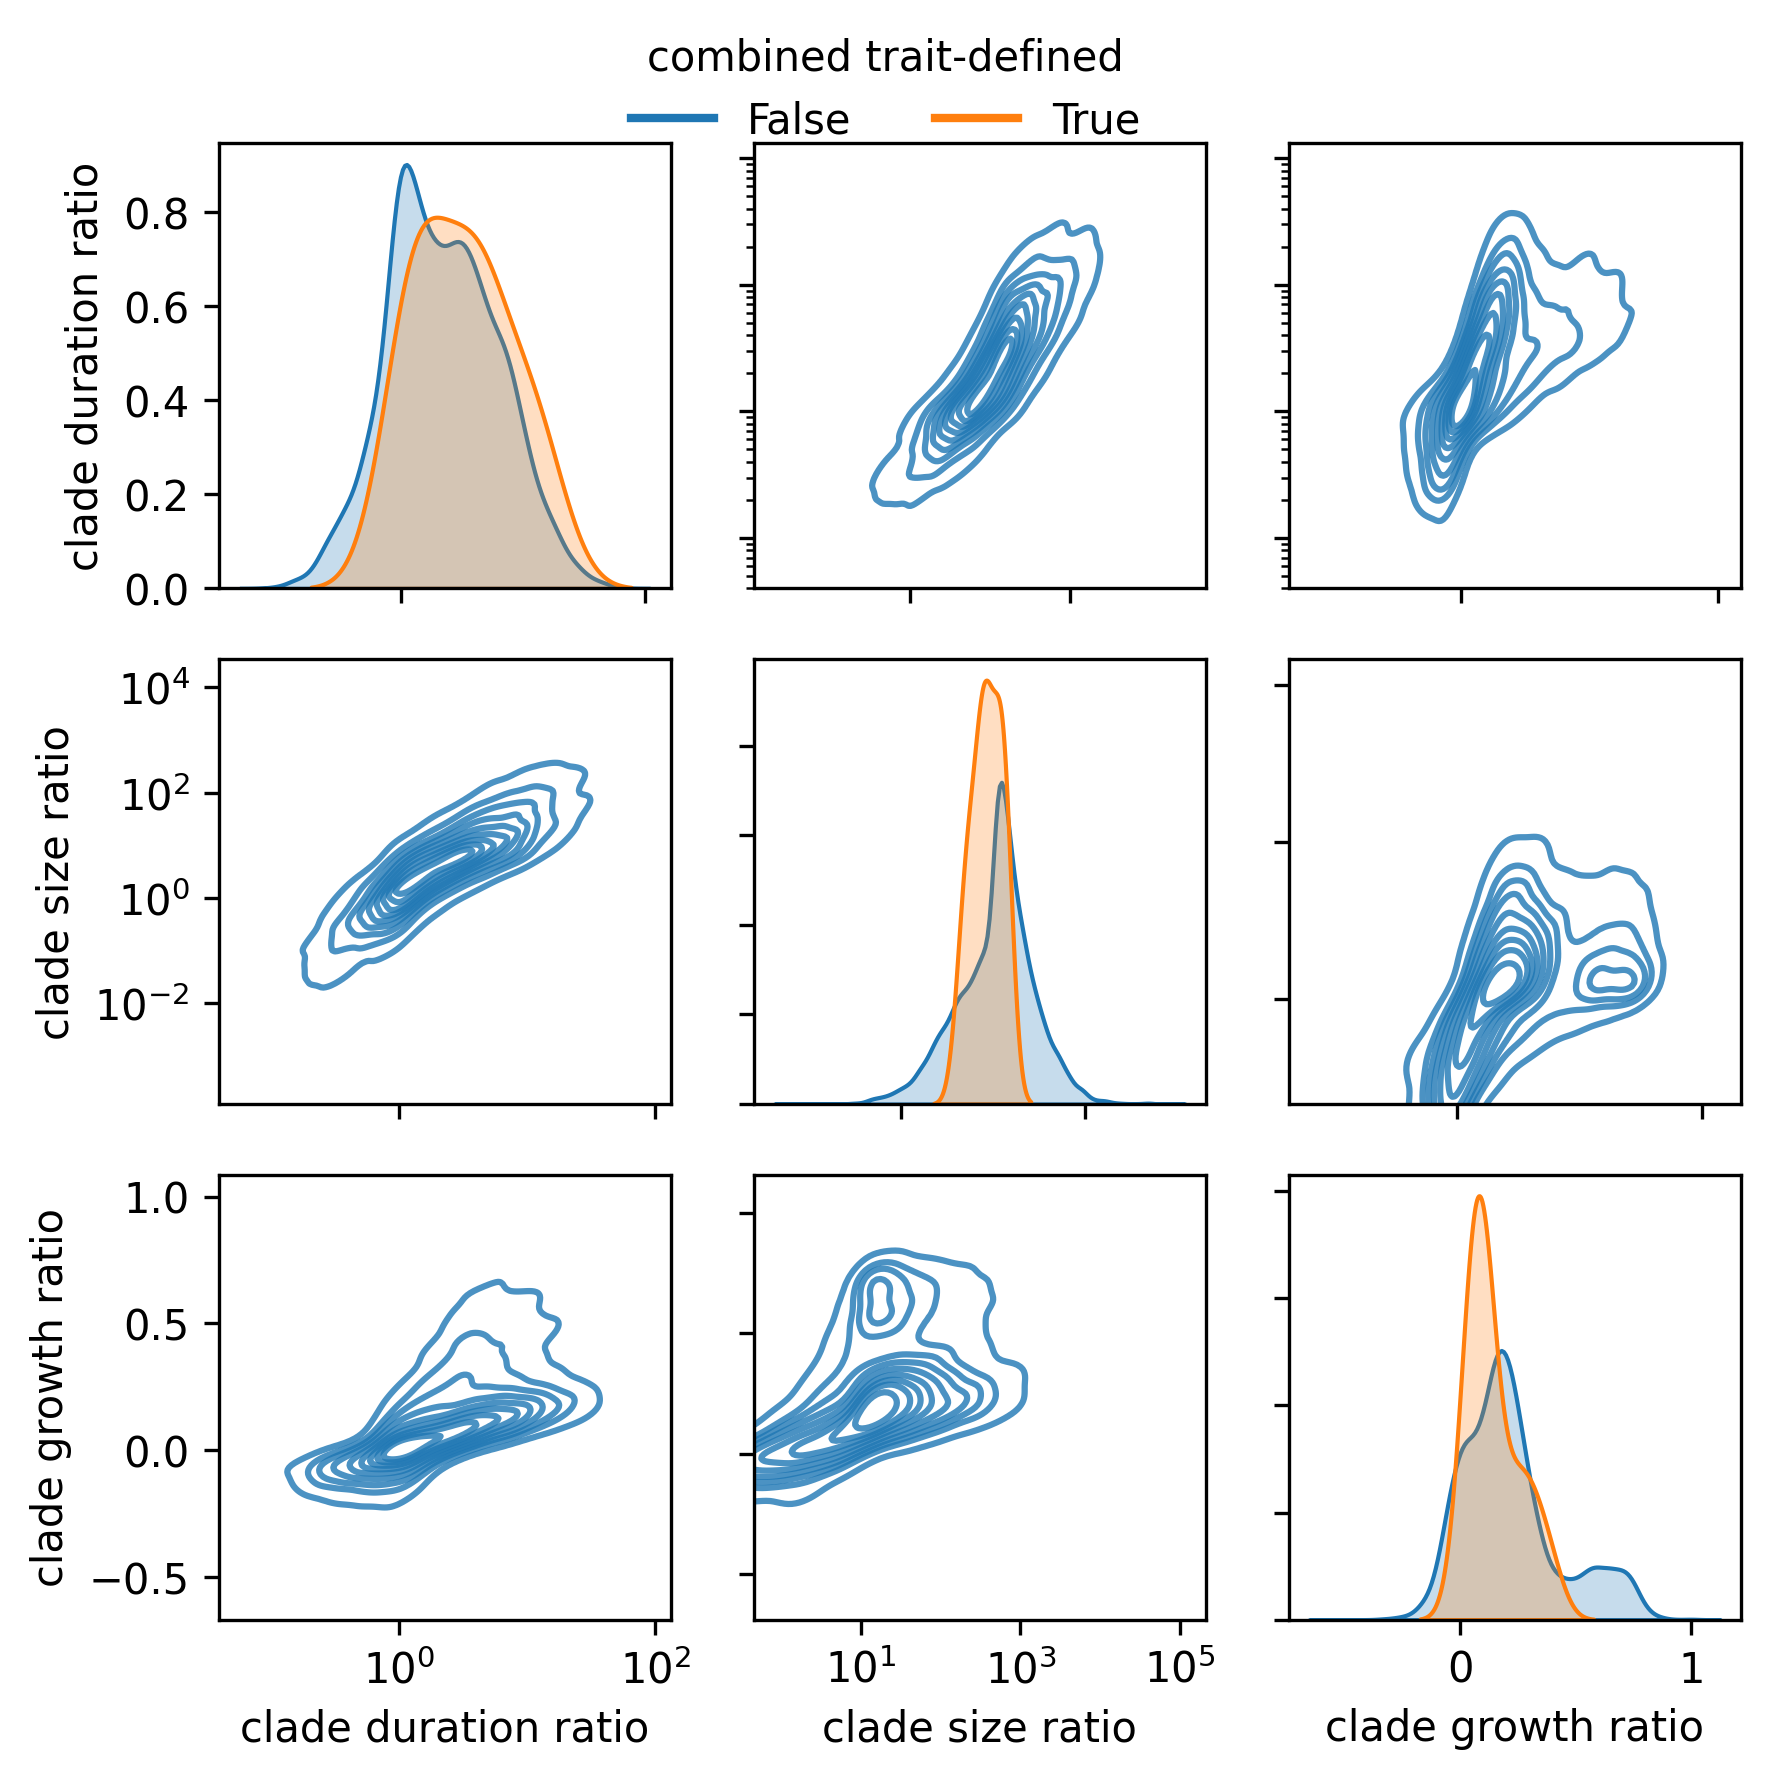 combined trait-defined
False True
clade duration ratio
0.8
0.6
0.4
0.2
0.0
clade size ratio
10⁴
10²
10⁰
10⁻²
clade growth ratio
1.0
0.5
0.0
−0.5
10⁰ 10² 10¹ 10³ 10⁵ 0 1
clade duration ratio clade size ratio clade growth ratio